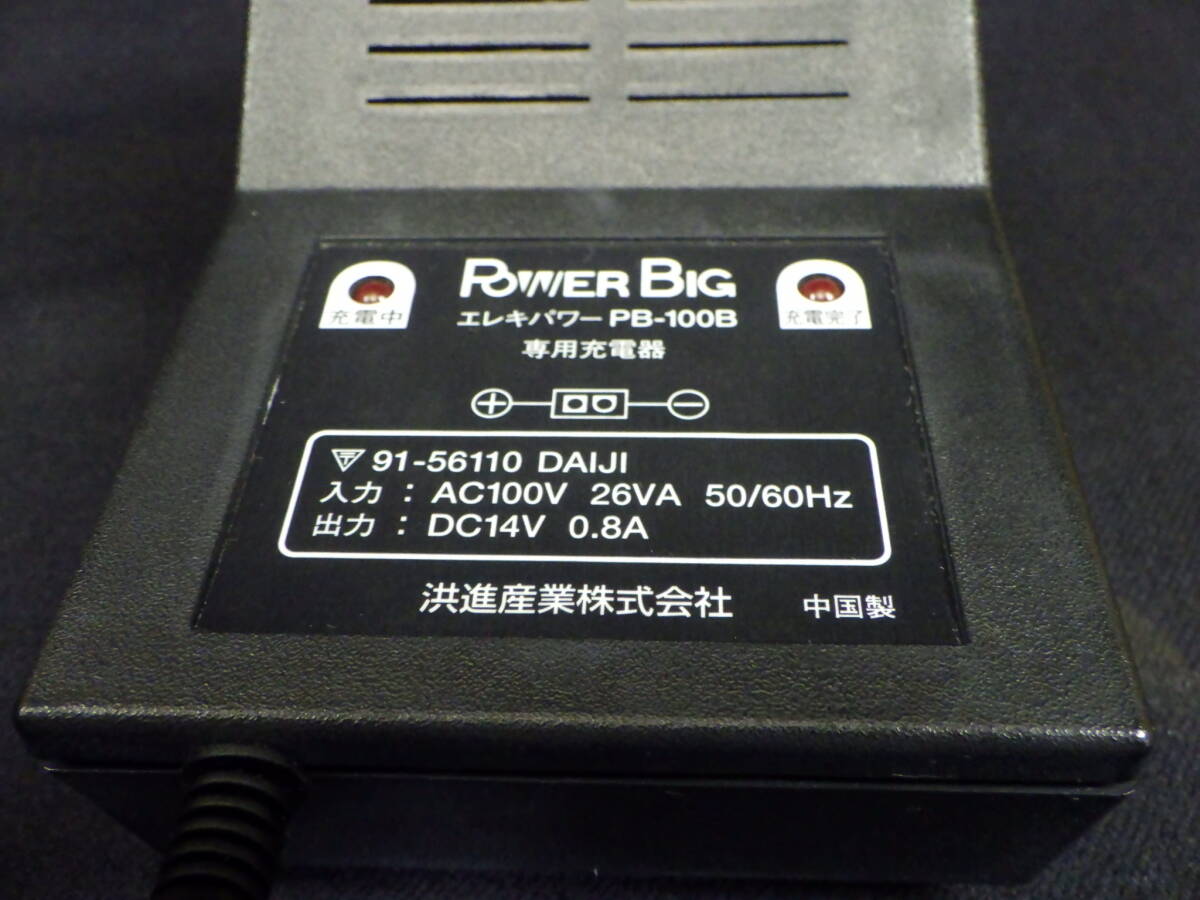 POWER BIG
充電中
充電完了
エレキパワー PB-100B
専用充電器
⊕ ⊖
〒 91-56110 DAIJI
入力 : AC100V 26VA 50/60Hz
出力 : DC14V 0.8A
洪進産業株式会社 中国製